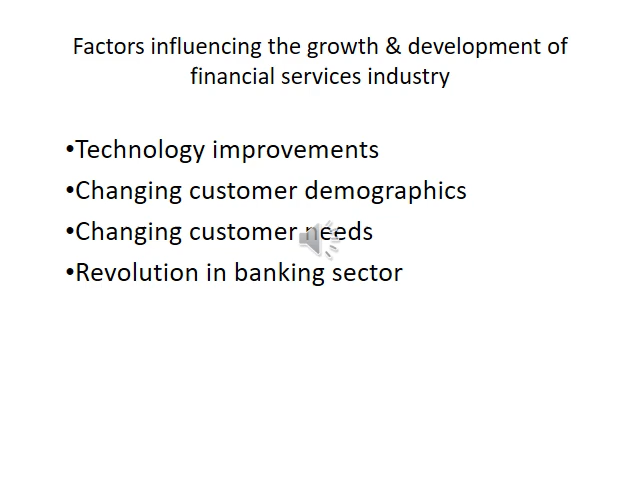 Factors influencing the growth & development of
financial services industry
•Technology improvements
•Changing customer demographics
•Changing customer needs
•Revolution in banking sector